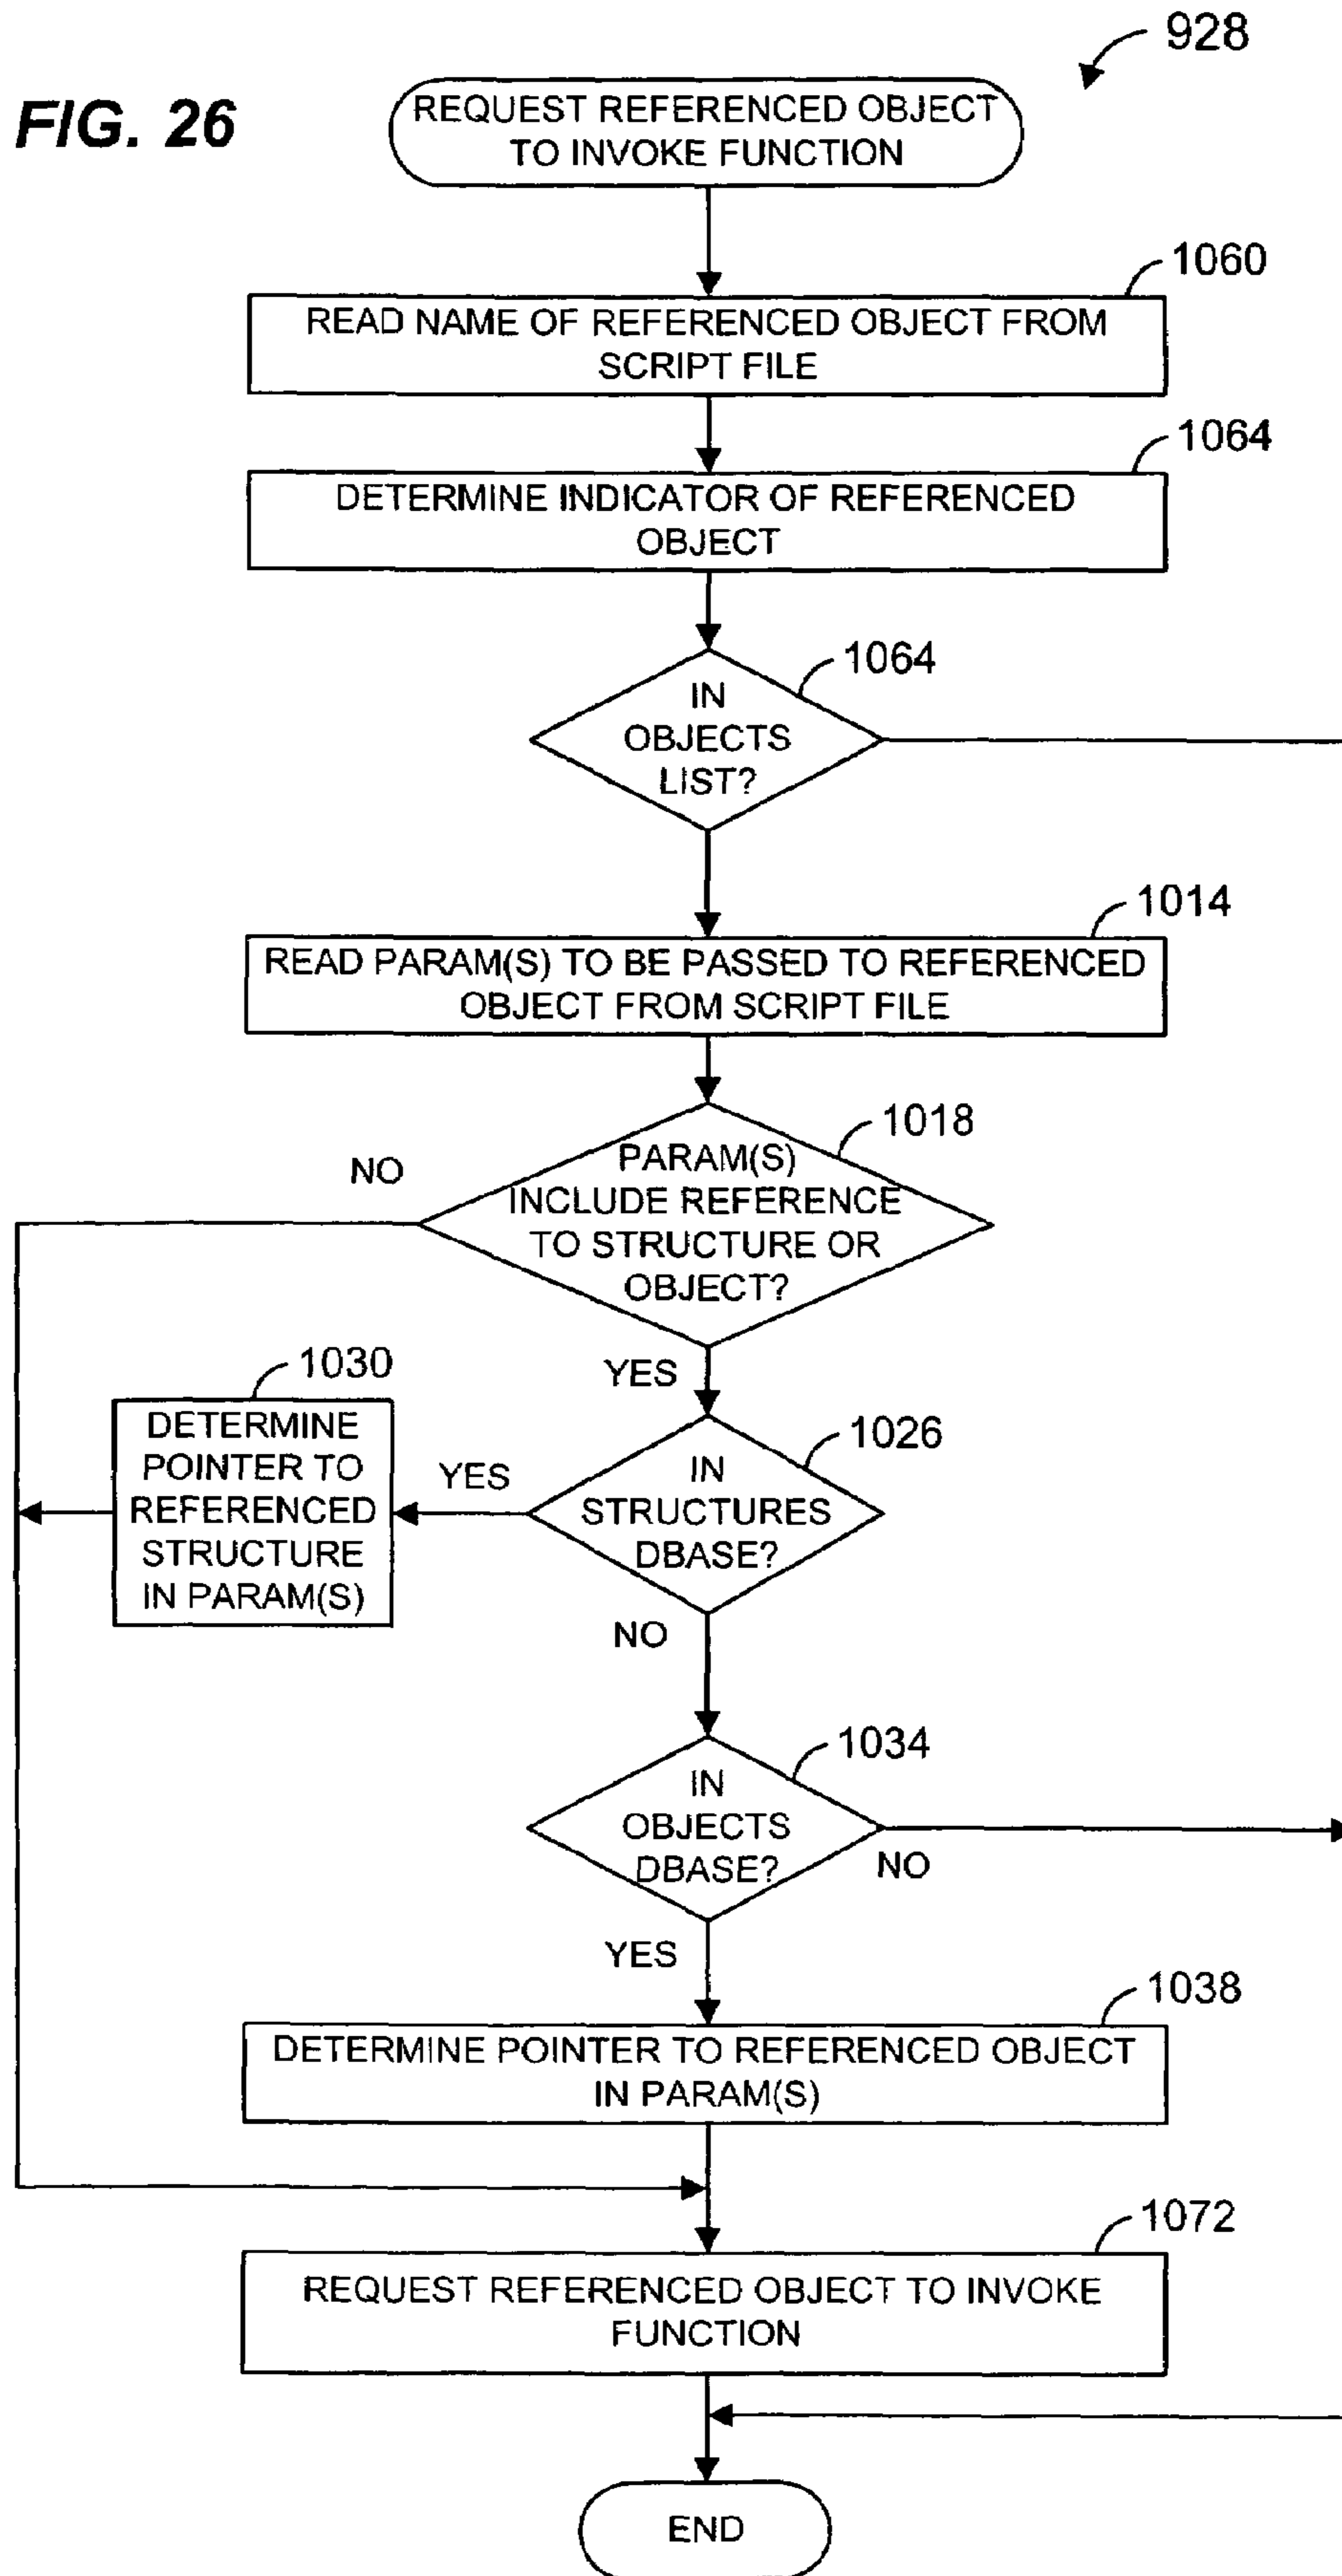 928
FIG. 26
REQUEST REFERENCED OBJECT
TO INVOKE FUNCTION
1060
READ NAME OF REFERENCED OBJECT FROM
SCRIPT FILE
1064
DETERMINE INDICATOR OF REFERENCED
OBJECT
1064
IN
OBJECTS
LIST?
1014
READ PARAM(S) TO BE PASSED TO REFERENCED
OBJECT FROM SCRIPT FILE
1018
NO
PARAM(S)
INCLUDE REFERENCE
TO STRUCTURE OR
OBJECT?
YES
1030
DETERMINE
POINTER TO
REFERENCED
STRUCTURE
IN PARAM(S)
YES
1026
IN
STRUCTURES
DBASE?
NO
1034
IN
OBJECTS
DBASE?
NO
YES
1038
DETERMINE POINTER TO REFERENCED OBJECT
IN PARAM(S)
1072
REQUEST REFERENCED OBJECT TO INVOKE
FUNCTION
END